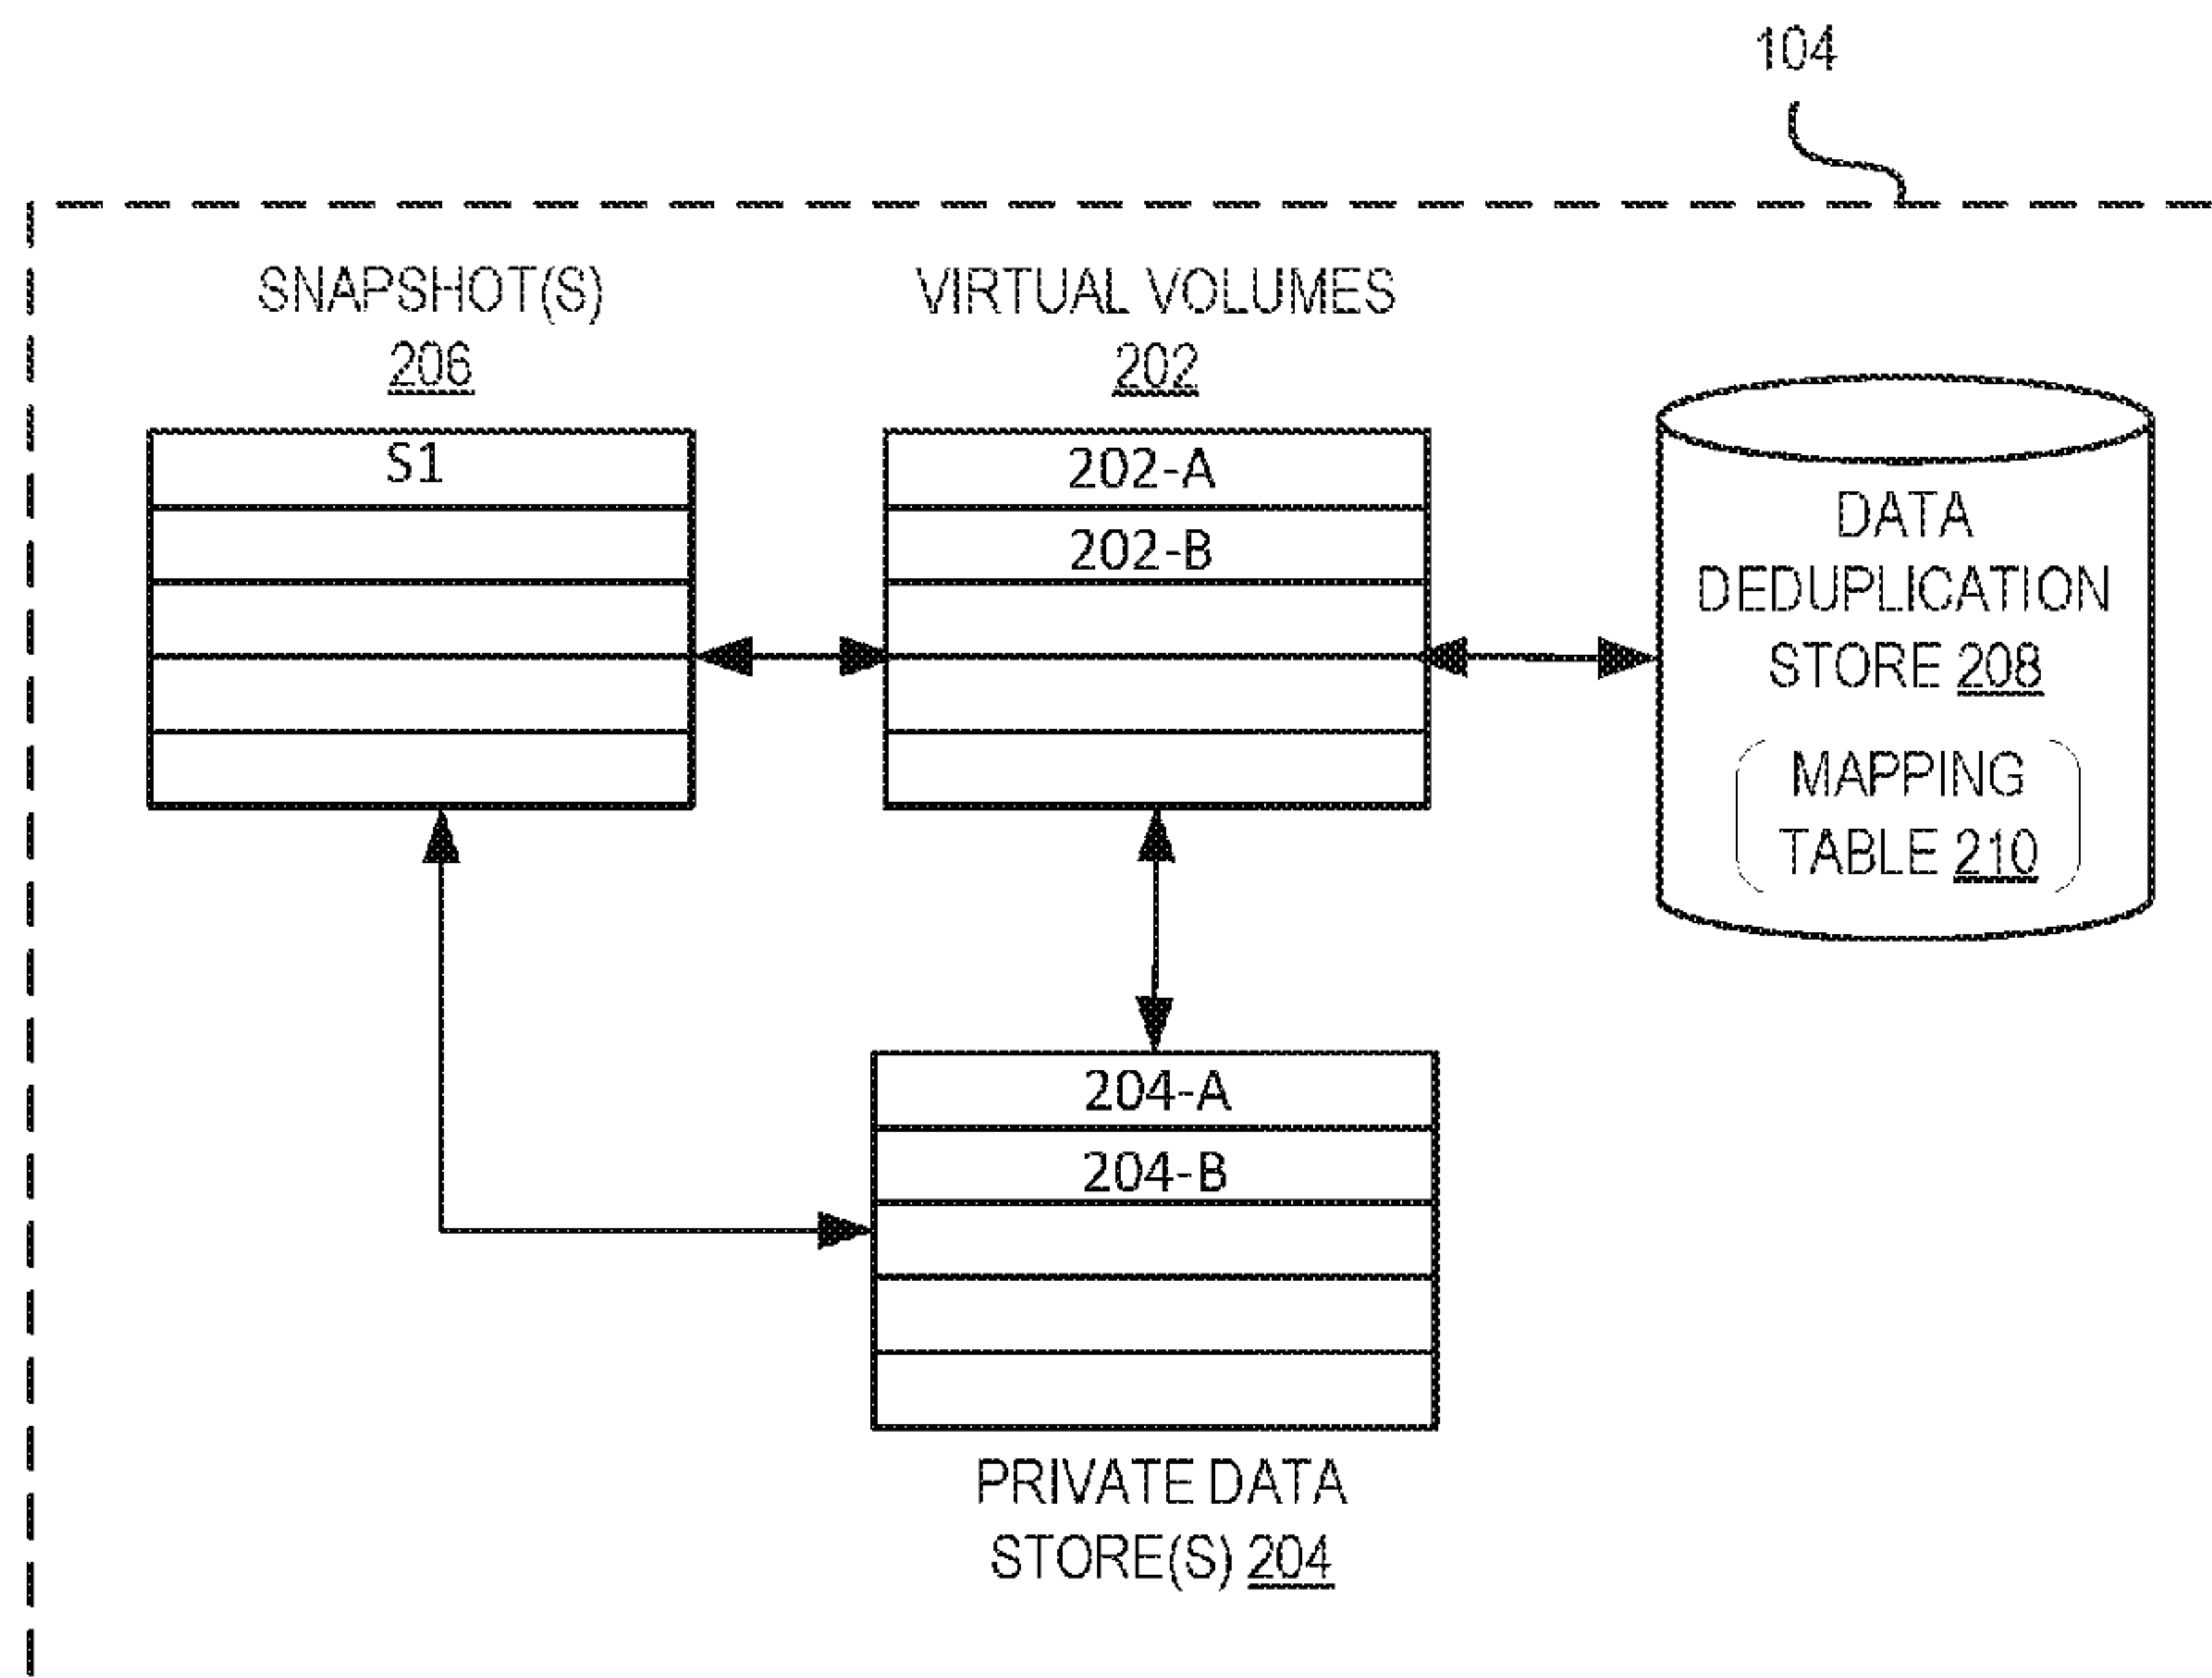 104
SNAPSHOT(S)
206
S1
VIRTUAL VOLUMES
202
202-A
202-B
DATA
DEDUPLICATION
STORE 208
MAPPING
TABLE 210
204-A
204-B
PRIVATE DATA
STORE(S) 204